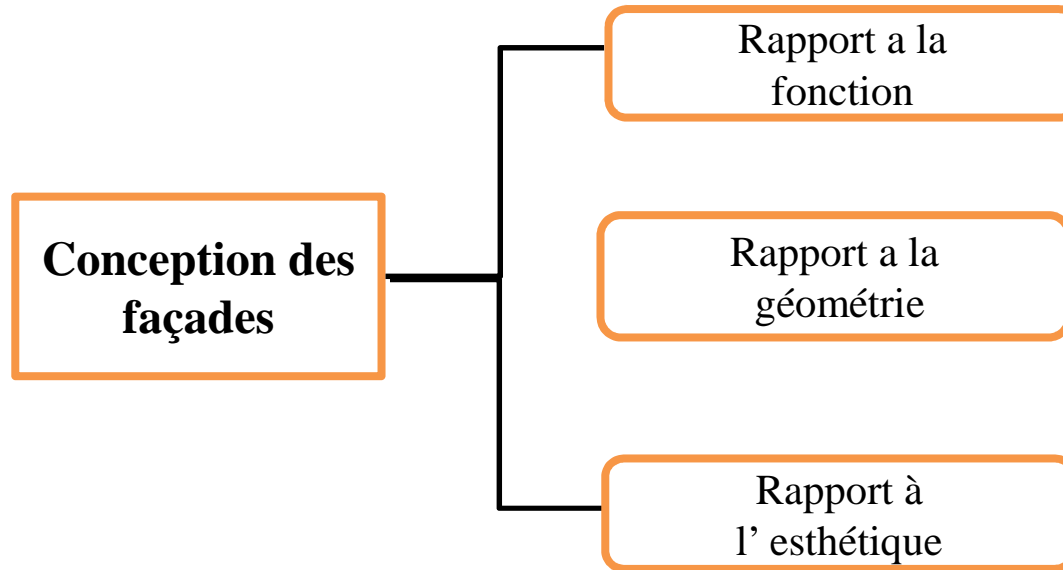 Rapport a la
fonction
Conception des
façades
Rapport a la
géométrie
Rapport à
l’ esthétique